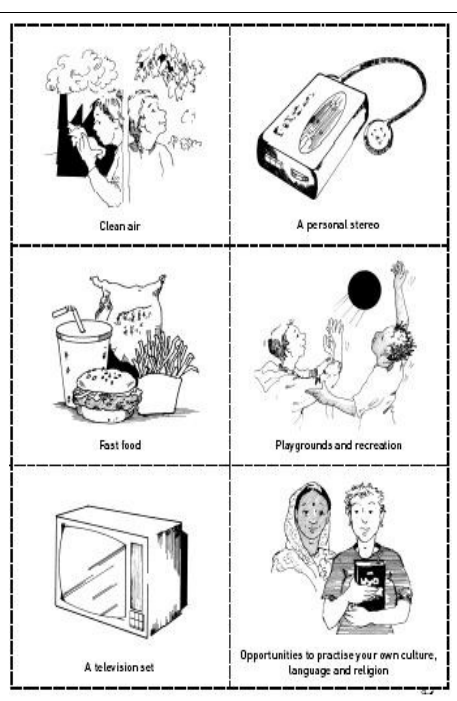 Clean air
A personal stereo
Fast food
Playgrounds and recreation
A television set
Opportunities to practise your own culture,
language and religion